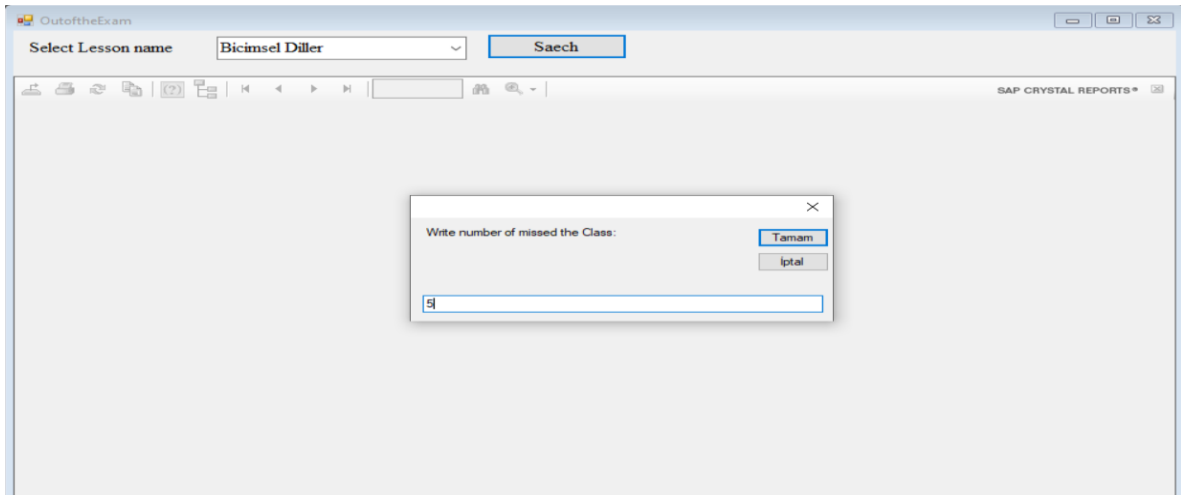 OutoftheExam
Select Lesson name
Bicimsel Diller
Saech
(?)
SAP CRYSTAL REPORTS®
Write number of missed the Class:
Tamam
İptal
5